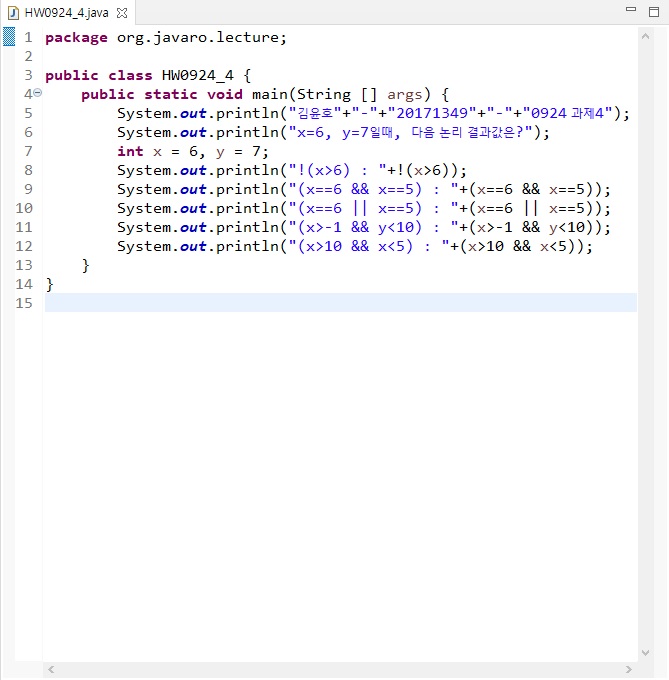 HW0924_4.java
1 package org.javaro.lecture;
2
3 public class HW0924_4 {
4     public static void main(String [] args) {
5         System.out.println("김윤호"+"-"+"20171349"+"-"+"0924 과제4");
6         System.out.println("x=6, y=7일때, 다음 논리 결과값은?");
7         int x = 6, y = 7;
8         System.out.println("!(x>6) : "+!(x>6));
9         System.out.println("(x==6 && x==5) : "+(x==6 && x==5));
10         System.out.println("(x==6 || x==5) : "+(x==6 || x==5));
11         System.out.println("(x>-1 && y<10) : "+(x>-1 && y<10));
12         System.out.println("(x>10 && x<5) : "+(x>10 && x<5));
13     }
14 }
15